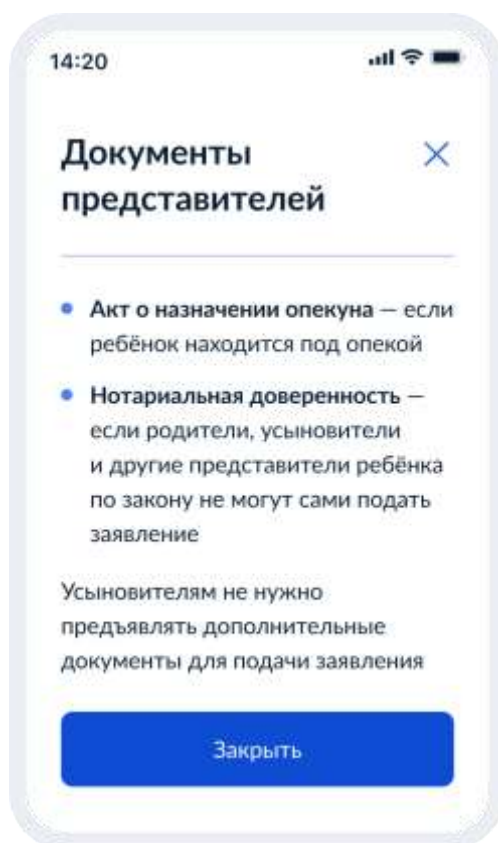 14:20
Документы
представителей
Акт о назначении опекуна — если
ребёнок находится под опекой
Нотариальная доверенность —
если родители, усыновители
и другие представители ребёнка
по закону не могут сами подать
заявление
Усыновителям не нужно
предъявлять дополнительные
документы для подачи заявления
Закрыть